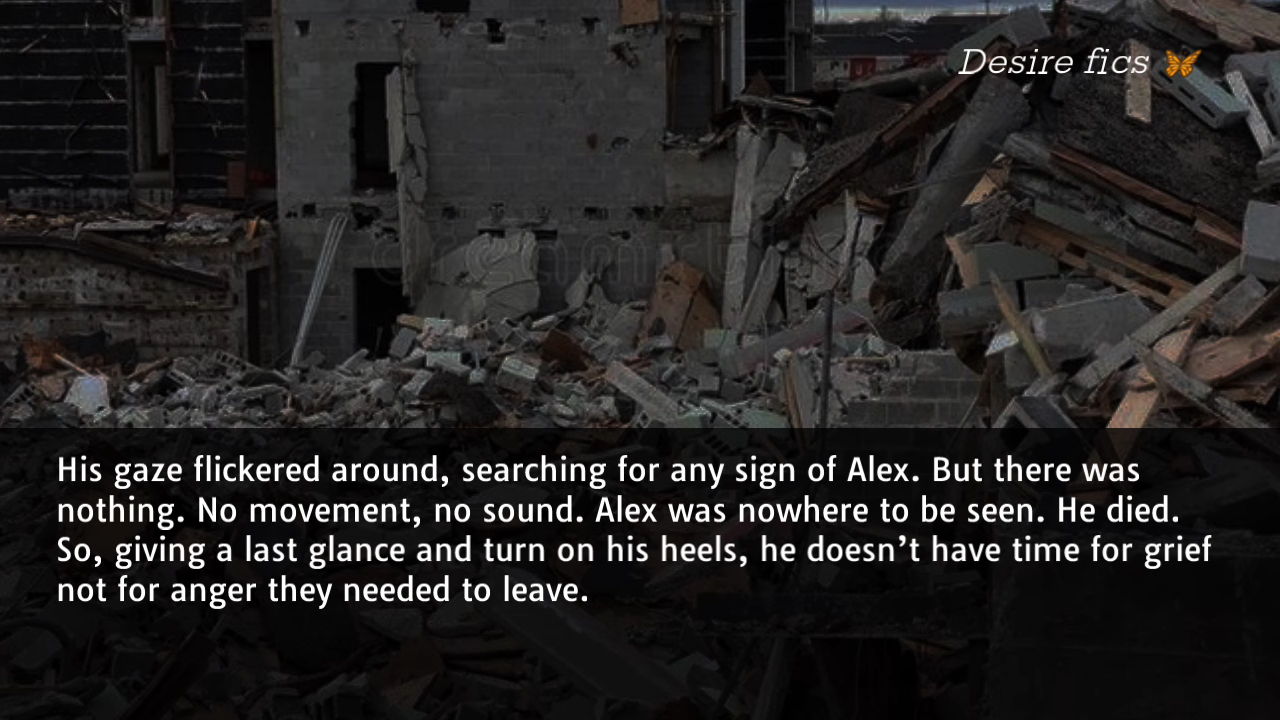 Desire fics 🦋
His gaze flickered around, searching for any sign of Alex. But there was
nothing. No movement, no sound. Alex was nowhere to be seen. He died.
So, giving a last glance and turn on his heels, he doesn’t have time for grief
not for anger they needed to leave.